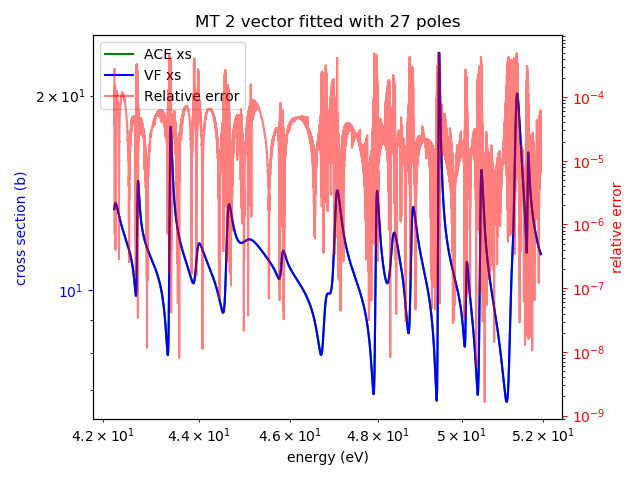 MT 2 vector fitted with 27 poles
ACE xs
VF xs
Relative error
cross section (b)
2 × 10¹
10¹
10⁻⁴
10⁻⁵
10⁻⁶
10⁻⁷
10⁻⁸
10⁻⁹
relative error
4.2 × 10¹ 4.4 × 10¹ 4.6 × 10¹ 4.8 × 10¹ 5 × 10¹ 5.2 × 10¹
energy (eV)